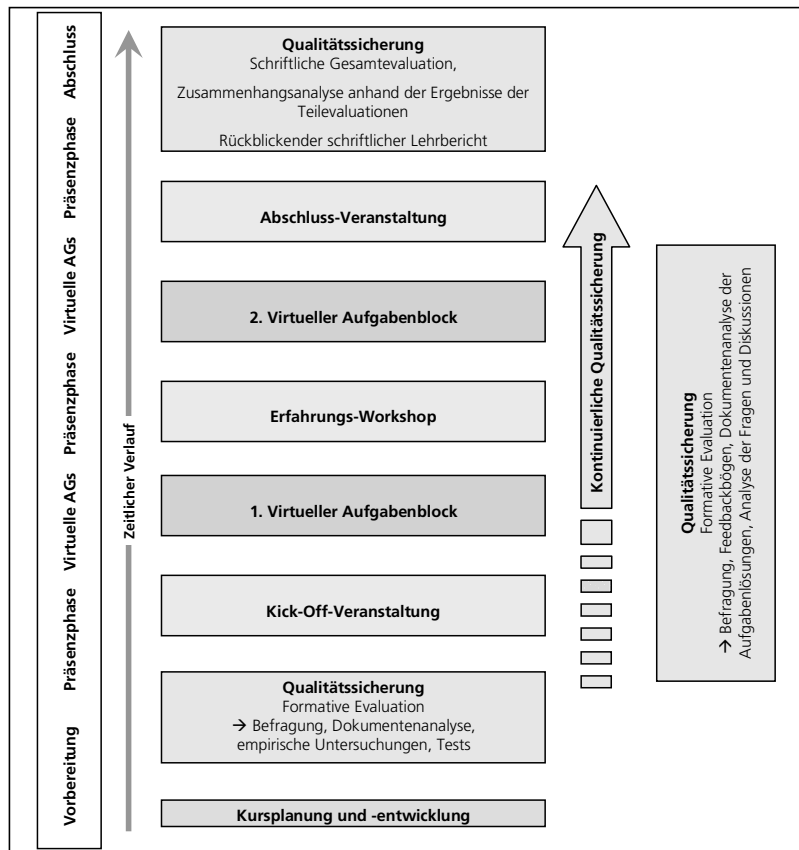 Abschluss
Präsenzphase
Virtuelle AGs
Präsenzphase
Virtuelle AGs
Präsenzphase
Vorbereitung
Zeitlicher Verlauf
Qualitätssicherung
Schriftliche Gesamtevaluation,
Zusammenhangsanalyse anhand der Ergebnisse der
Teilevaluationen
Rückblickender schriftlicher Lehrbericht
Abschluss-Veranstaltung
2. Virtueller Aufgabenblock
Erfahrungs-Workshop
1. Virtueller Aufgabenblock
Kick-Off-Veranstaltung
Qualitätssicherung
Formative Evaluation
→ Befragung, Dokumentenanalyse,
empirische Untersuchungen, Tests
Kursplanung und -entwicklung
Kontinuierliche Qualitätssicherung
Qualitätssicherung
Formative Evaluation
→ Befragung, Feedbackbögen, Dokumentenanalyse der
Aufgabenlösungen, Analyse der Fragen und Diskussionen